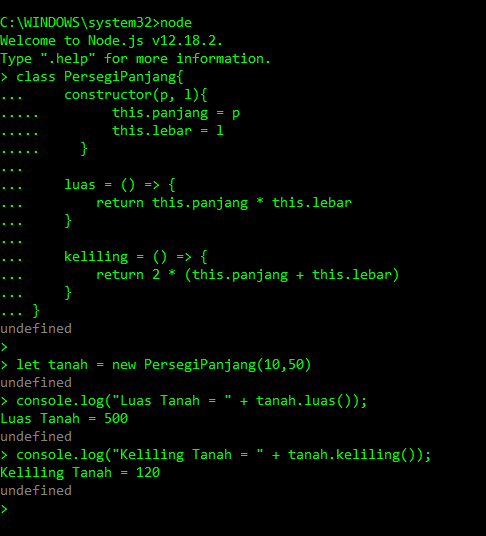 C:\WINDOWS\system32>node
Welcome to Node.js v12.18.2.
Type ".help" for more information.
> class PersegiPanjang{
...     constructor(p, l){
.....         this.panjang = p
.....         this.lebar = l
.....     }
...
...     luas = () => {
...         return this.panjang * this.lebar
...     }
...
...     keliling = () => {
...         return 2 * (this.panjang + this.lebar)
...     }
... }
undefined
>
> let tanah = new PersegiPanjang(10,50)
undefined
> console.log("Luas Tanah = " + tanah.luas());
Luas Tanah = 500
undefined
> console.log("Keliling Tanah = " + tanah.keliling());
Keliling Tanah = 120
undefined
>